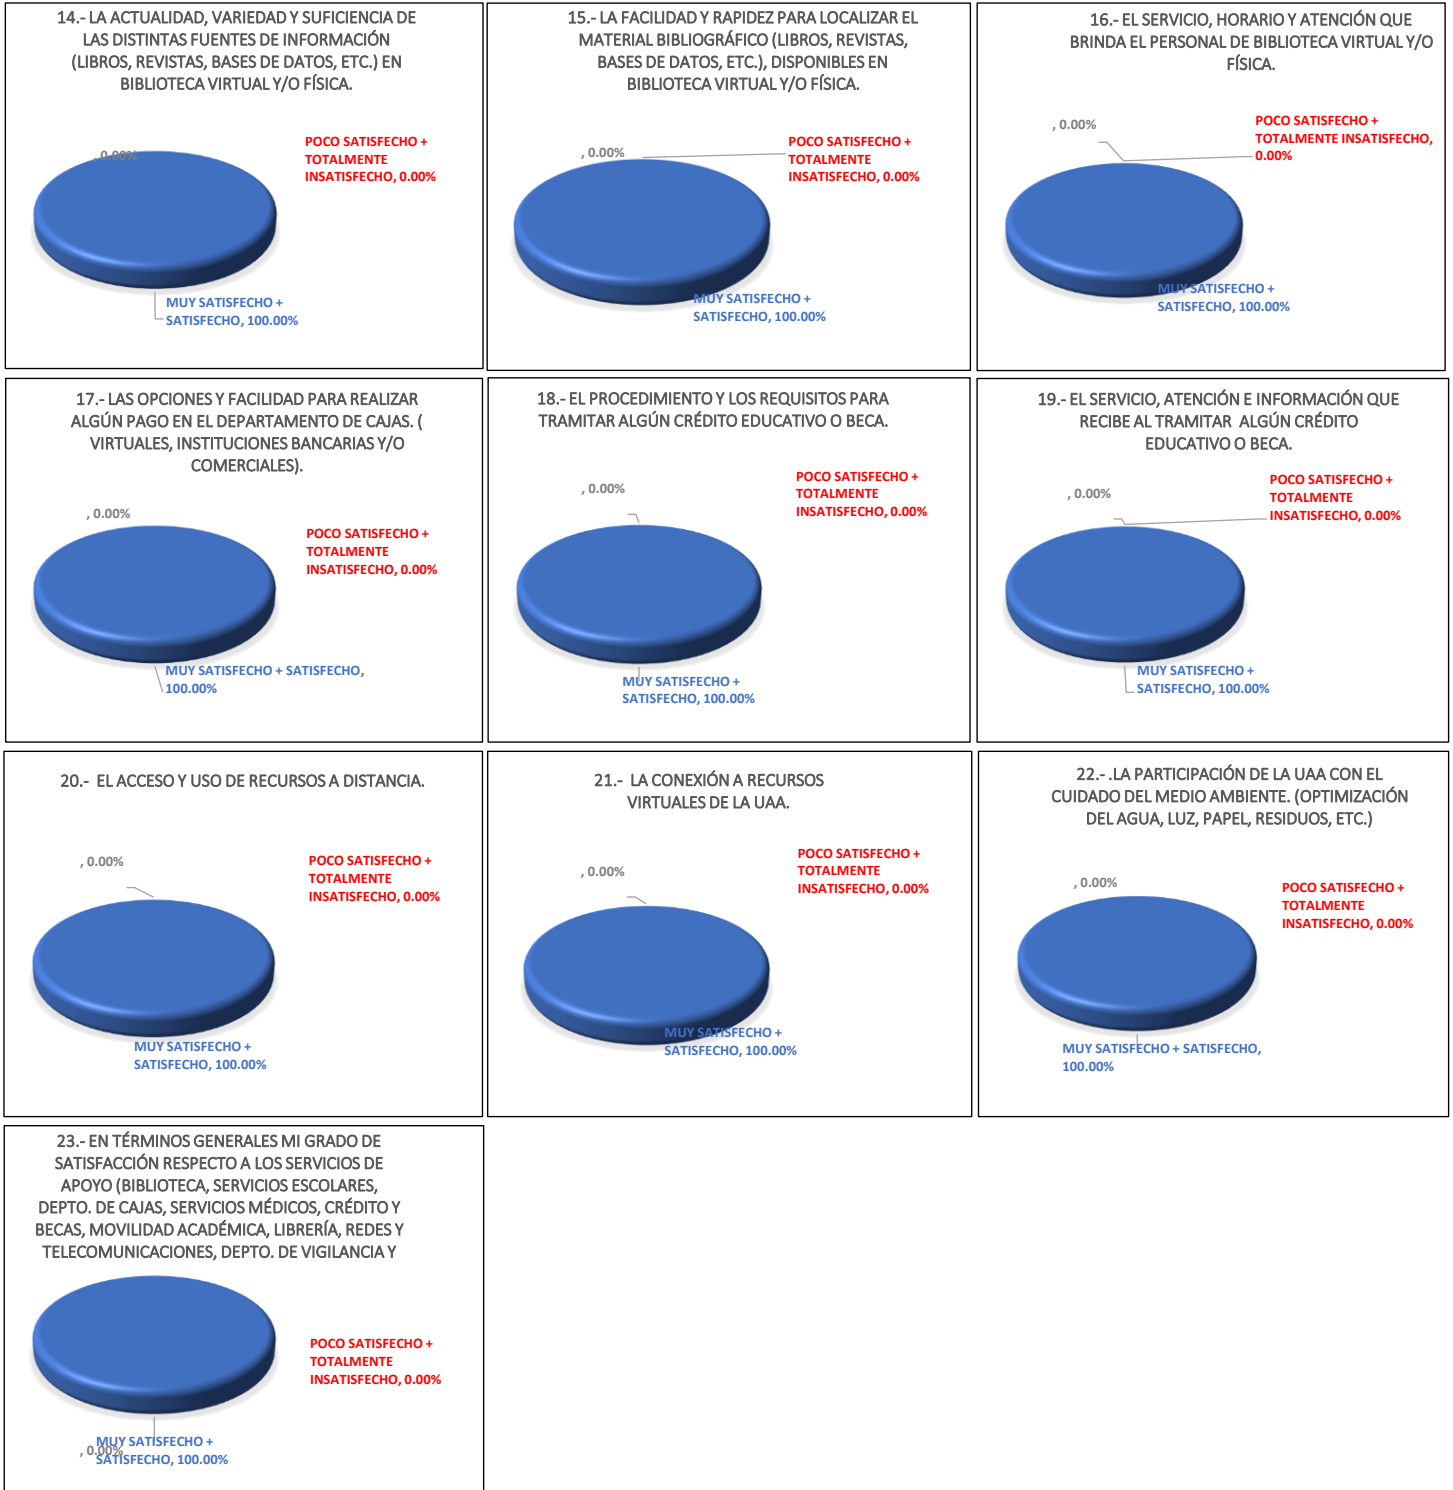 14.- LA ACTUALIDAD, VARIEDAD Y SUFICIENCIA DE
LAS DISTINTAS FUENTES DE INFORMACIÓN
(LIBROS, REVISTAS, BASES DE DATOS, ETC.) EN
BIBLIOTECA VIRTUAL Y/O FÍSICA.
, 0.00%
POCO SATISFECHO +
TOTALMENTE
INSATISFECHO, 0.00%
MUY SATISFECHO +
SATISFECHO, 100.00%
15.- LA FACILIDAD Y RAPIDEZ PARA LOCALIZAR EL
MATERIAL BIBLIOGRÁFICO (LIBROS, REVISTAS,
BASES DE DATOS, ETC.), DISPONIBLES EN
BIBLIOTECA VIRTUAL Y/O FÍSICA.
, 0.00%
POCO SATISFECHO +
TOTALMENTE
INSATISFECHO, 0.00%
MUY SATISFECHO +
SATISFECHO, 100.00%
16.- EL SERVICIO, HORARIO Y ATENCIÓN QUE
BRINDA EL PERSONAL DE BIBLIOTECA VIRTUAL Y/O
FÍSICA.
, 0.00%
POCO SATISFECHO +
TOTALMENTE INSATISFECHO,
0.00%
MUY SATISFECHO +
SATISFECHO, 100.00%
17.- LAS OPCIONES Y FACILIDAD PARA REALIZAR
ALGÚN PAGO EN EL DEPARTAMENTO DE CAJAS. (
VIRTUALES, INSTITUCIONES BANCARIAS Y/O
COMERCIALES).
, 0.00%
POCO SATISFECHO +
TOTALMENTE
INSATISFECHO, 0.00%
MUY SATISFECHO + SATISFECHO,
100.00%
18.- EL PROCEDIMIENTO Y LOS REQUISITOS PARA
TRAMITAR ALGÚN CRÉDITO EDUCATIVO O BECA.
, 0.00%
POCO SATISFECHO +
TOTALMENTE
INSATISFECHO, 0.00%
MUY SATISFECHO +
SATISFECHO, 100.00%
19.- EL SERVICIO, ATENCIÓN E INFORMACIÓN QUE
RECIBE AL TRAMITAR ALGÚN CRÉDITO
EDUCATIVO O BECA.
, 0.00%
POCO SATISFECHO +
TOTALMENTE
INSATISFECHO, 0.00%
MUY SATISFECHO +
SATISFECHO, 100.00%
20.- EL ACCESO Y USO DE RECURSOS A DISTANCIA.
, 0.00%
POCO SATISFECHO +
TOTALMENTE
INSATISFECHO, 0.00%
MUY SATISFECHO +
SATISFECHO, 100.00%
21.- LA CONEXIÓN A RECURSOS
VIRTUALES DE LA UAA.
, 0.00%
POCO SATISFECHO +
TOTALMENTE
INSATISFECHO, 0.00%
MUY SATISFECHO +
SATISFECHO, 100.00%
22.- .LA PARTICIPACIÓN DE LA UAA CON EL
CUIDADO DEL MEDIO AMBIENTE. (OPTIMIZACIÓN
DEL AGUA, LUZ, PAPEL, RESIDUOS, ETC.)
, 0.00%
POCO SATISFECHO +
TOTALMENTE
INSATISFECHO, 0.00%
MUY SATISFECHO + SATISFECHO,
100.00%
23.- EN TÉRMINOS GENERALES MI GRADO DE
SATISFACCIÓN RESPECTO A LOS SERVICIOS DE
APOYO (BIBLIOTECA, SERVICIOS ESCOLARES,
DEPTO. DE CAJAS, SERVICIOS MÉDICOS, CRÉDITO Y
BECAS, MOVILIDAD ACADÉMICA, LIBRERÍA, REDES Y
TELECOMUNICACIONES, DEPTO. DE VIGILANCIA Y
POCO SATISFECHO +
TOTALMENTE
INSATISFECHO, 0.00%
MUY SATISFECHO +
SATISFECHO, 100.00%
, 0.00%